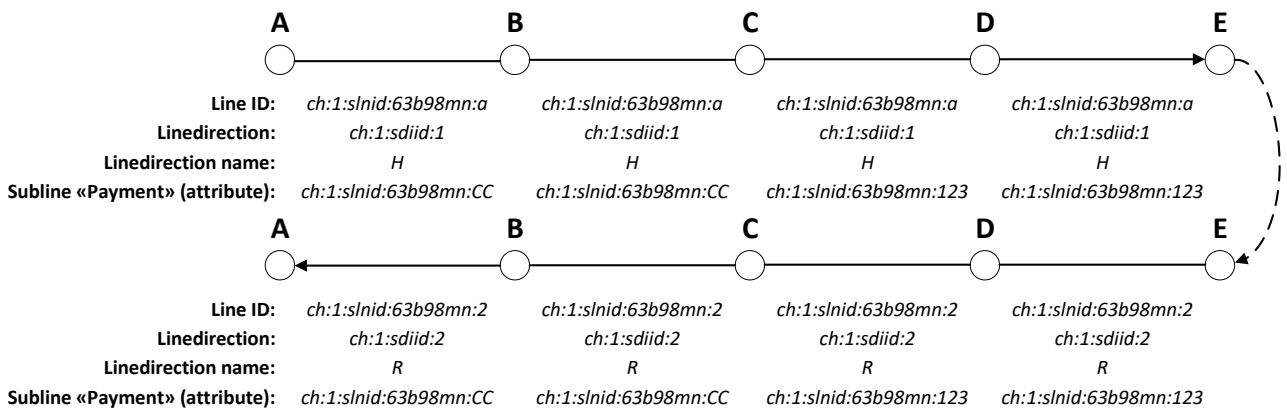 A B C D E
Line ID: ch:1:slnid:63b98mn:a ch:1:slnid:63b98mn:a ch:1:slnid:63b98mn:a ch:1:slnid:63b98mn:a
Linedirection: ch:1:sdiid:1 ch:1:sdiid:1 ch:1:sdiid:1 ch:1:sdiid:1
Linedirection name: H H H H
Subline «Payment» (attribute): ch:1:slnid:63b98mn:CC ch:1:slnid:63b98mn:CC ch:1:slnid:63b98mn:123 ch:1:slnid:63b98mn:123
A B C D E
Line ID: ch:1:slnid:63b98mn:2 ch:1:slnid:63b98mn:2 ch:1:slnid:63b98mn:2 ch:1:slnid:63b98mn:2
Linedirection: ch:1:sdiid:2 ch:1:sdiid:2 ch:1:sdiid:2 ch:1:sdiid:2
Linedirection name: R R R R
Subline «Payment» (attribute): ch:1:slnid:63b98mn:CC ch:1:slnid:63b98mn:CC ch:1:slnid:63b98mn:123 ch:1:slnid:63b98mn:123